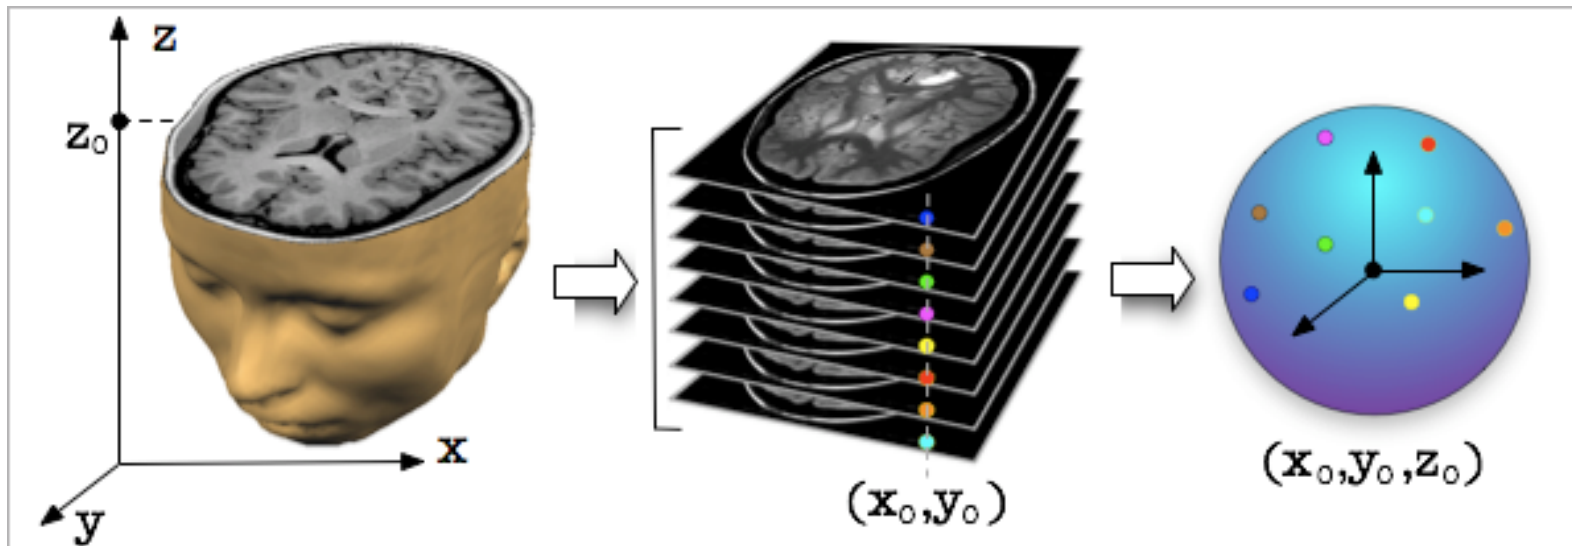 z
z₀
x
y
(x₀,y₀)
(x₀,y₀,z₀)